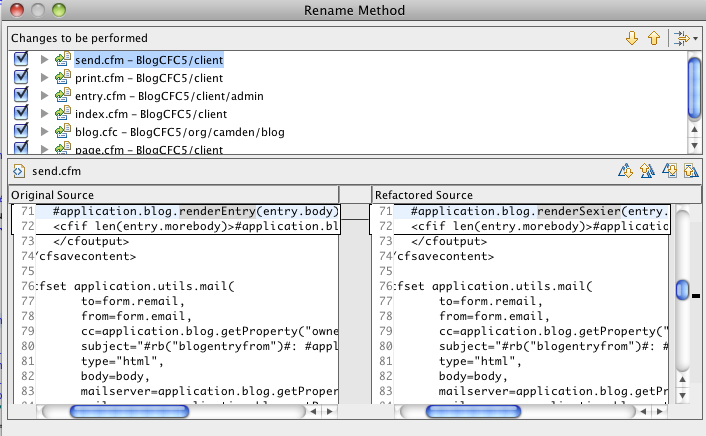 Rename Method
Changes to be performed
send.cfm – BlogCFC5/client
print.cfm – BlogCFC5/client
entry.cfm – BlogCFC5/client/admin
index.cfm – BlogCFC5/client
blog.cfc – BlogCFC5/org/camden/blog
page.cfm – BlogCFC5/client
send.cfm
Original Source
71 #application.blog.renderEntry(entry.body)
72 <cfif len(entry.morebody)>#application.bl
73 </cfoutput>
74 /cfsavecontent>
75
76 :fset application.utils.mail(
77 to=form.remail,
78 from=form.email,
79 cc=application.blog.getProperty("owne
80 subject="#rb("blogentryfrom")#: #appl
81 type="html",
82 body=body,
83 mailserver=application.blog.getProper
Refactored Source
71 #application.blog.renderSexier(entry.
72 <cfif len(entry.morebody)>#applicatio
73 </cfoutput>
74 /cfsavecontent>
75
76 :fset application.utils.mail(
77 to=form.remail,
78 from=form.email,
79 cc=application.blog.getProperty("
80 subject="#rb("blogentryfrom")#: #
81 type="html",
82 body=body,
83 mailserver=application.blog.getPr